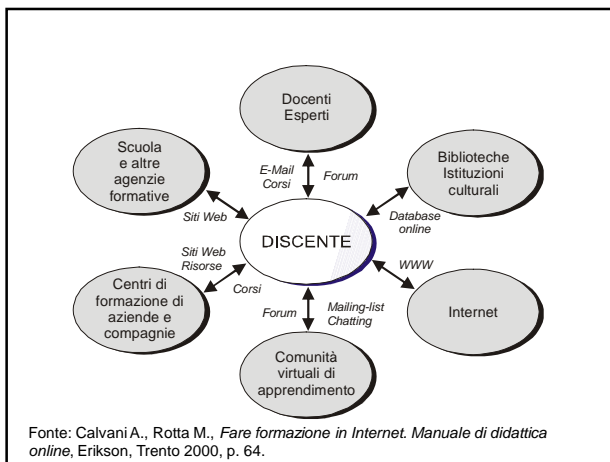 Docenti
Esperti
Scuola
e altre
agenzie
formative
E-Mail
Corsi
Forum
Biblioteche
Istituzioni
culturali
Siti Web
Database
online
DISCENTE
Siti Web
Risorse
Corsi
WWW
Centri di
formazione di
aziende e
compagnie
Forum
Mailing-list
Chatting
Internet
Comunità
virtuali di
apprendimento
Fonte: Calvani A., Rotta M., Fare formazione in Internet. Manuale di didattica
online, Erikson, Trento 2000, p. 64.